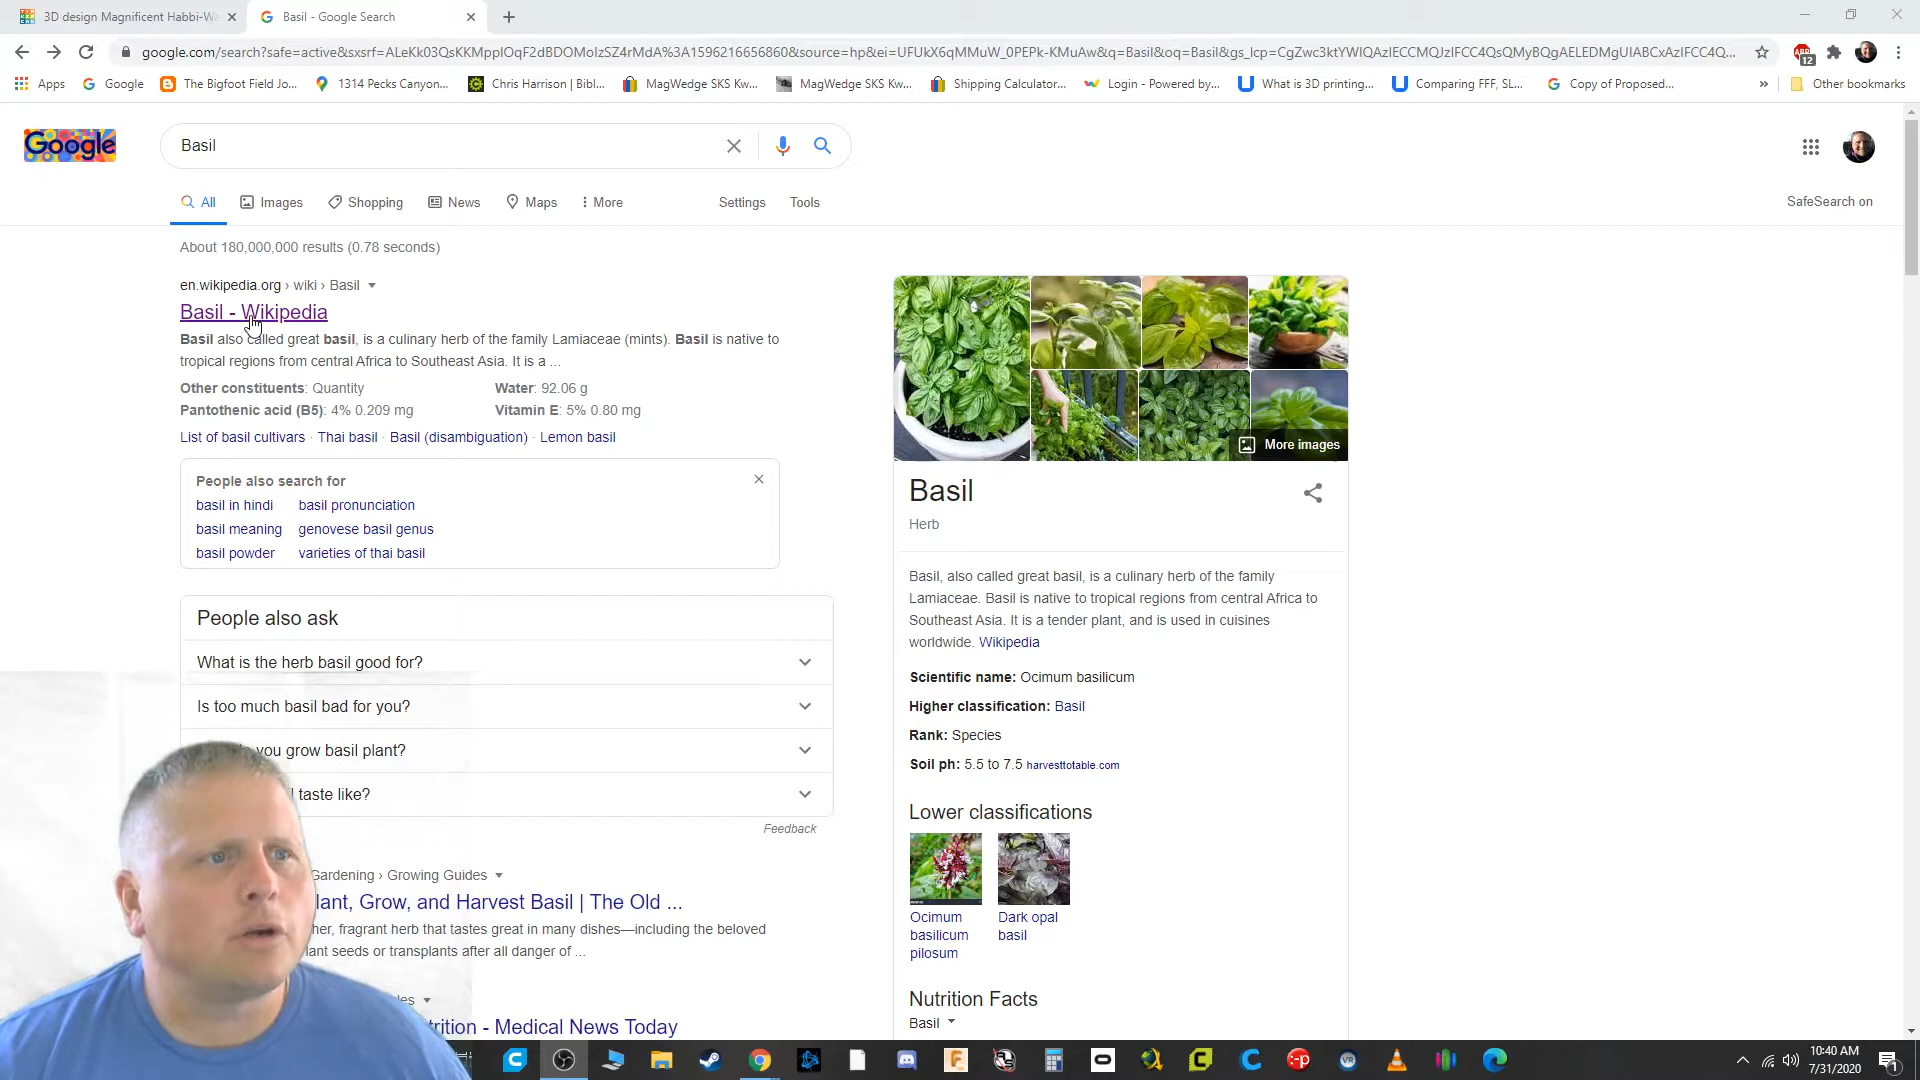 3D design Magnificent Habbi-Wa
Basil - Google Search
google.com/search?safe=active&sxsrf=ALeKk03QsKKMpplOqF2dBDOMoIzSZ4rMdA%3A1596216656860&source=hp&ei=UFUkX6qMMuW_0PEPk-KMuAw&q=Basil&oq=Basil&gs_lcp=CgZwc3ktYWIQAzIECCMQJzIFCC4QsQMyBQgAELEDMgUIABCxAzIFCC4Q...
12
Apps
Google
The Bigfoot Field Jo...
1314 Pecks Canyon...
Chris Harrison | Bibl...
MagWedge SKS Kw...
MagWedge SKS Kw...
Shipping Calculator...
Login - Powered by...
What is 3D printing...
Comparing FFF, SL...
Copy of Proposed...
»
Other bookmarks
Google
Basil
All
Images
Shopping
News
Maps
More
Settings
Tools
SafeSearch on
About 180,000,000 results (0.78 seconds)
en.wikipedia.org › wiki › Basil
Basil - Wikipedia
Basil also called great basil, is a culinary herb of the family Lamiaceae (mints). Basil is native to
tropical regions from central Africa to Southeast Asia. It is a ...
Other constituents: Quantity
Water: 92.06 g
Pantothenic acid (B5): 4% 0.209 mg
Vitamin E: 5% 0.80 mg
List of basil cultivars · Thai basil · Basil (disambiguation) · Lemon basil
People also search for
basil in hindi
basil pronunciation
basil meaning
genovese basil genus
basil powder
varieties of thai basil
People also ask
What is the herb basil good for?
Is too much basil bad for you?
you grow basil plant?
taste like?
Feedback
Gardening › Growing Guides
lant, Grow, and Harvest Basil | The Old ...
her, fragrant herb that tastes great in many dishes—including the beloved
lant seeds or transplants after all danger of ...
les
trition - Medical News Today
More images
Basil
Herb
Basil, also called great basil, is a culinary herb of the family
Lamiaceae. Basil is native to tropical regions from central Africa to
Southeast Asia. It is a tender plant, and is used in cuisines
worldwide. Wikipedia
Scientific name: Ocimum basilicum
Higher classification: Basil
Rank: Species
Soil ph: 5.5 to 7.5 harvesttotable.com
Lower classifications
Ocimum
basilicum
pilosum
Dark opal
basil
Nutrition Facts
Basil
10:40 AM
7/31/2020
1